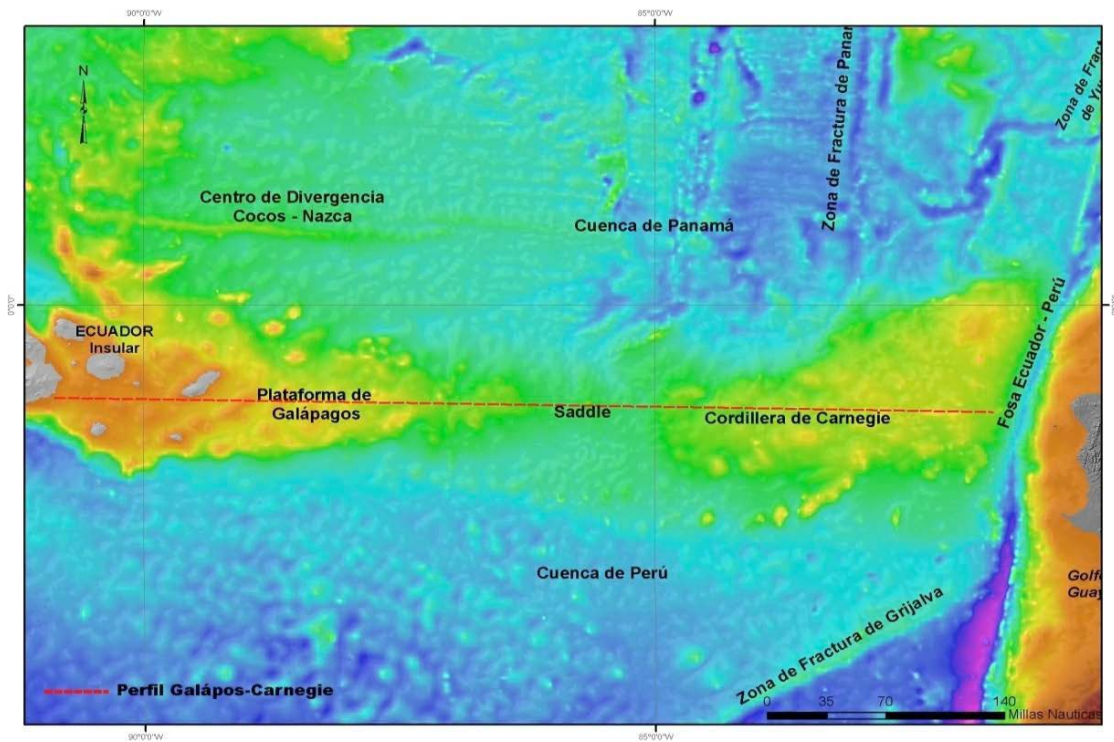 90°0'0"W
85°0'0"W
N
Zona de Fractura de Panar
Zona de Frac
de Yu
Centro de Divergencia
Cocos - Nazca
Cuenca de Panamá
0°0'0"
ECUADOR
Insular
Fosa Ecuador - Perú
Plataforma de
Galápagos
Saddle
Cordillera de Carnegie
Cuenca de Perú
Golfo
Guay
Zona de Fractura de Grijalva
Perfil Galápos-Carnegie
0 35 70 140
Millas Nauticas
90°0'0"W
85°0'0"W